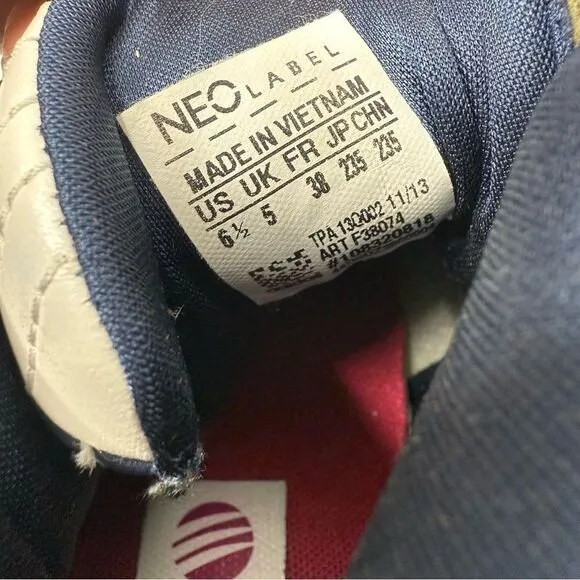 NEO LABEL
MADE IN VIETNAM
US UK FR JP CHN
6½ 5 38 235 235
TPA 13Q002 11/13
ART F38074
#108320818